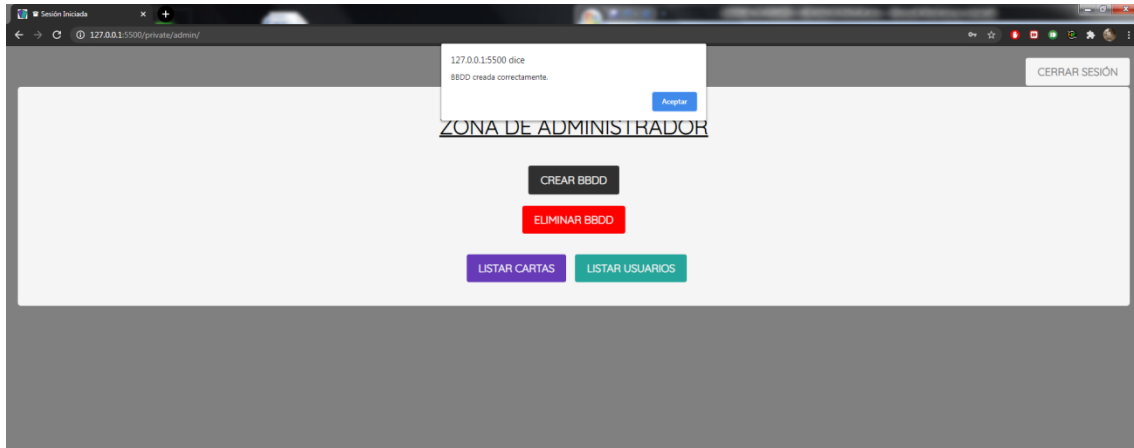 Sesión Iniciada
127.0.0.1:5500/private/admin/
127.0.0.1:5500 dice
BBDD creada correctamente.
Aceptar
CERRAR SESIÓN
ZONA DE ADMINISTRADOR
CREAR BBDD
ELIMINAR BBDD
LISTAR CARTAS LISTAR USUARIOS